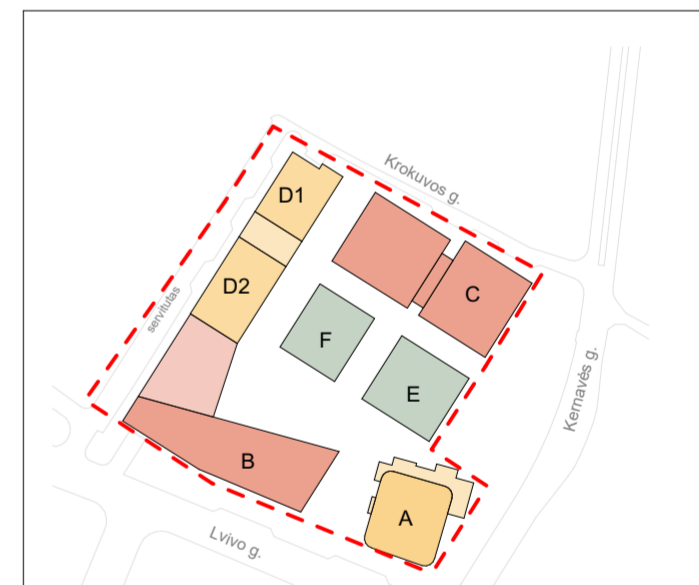 Krokuvos g.
D1
C
D2
servitutas
F
E
Kernavės g.
B
A
Lvivo g.